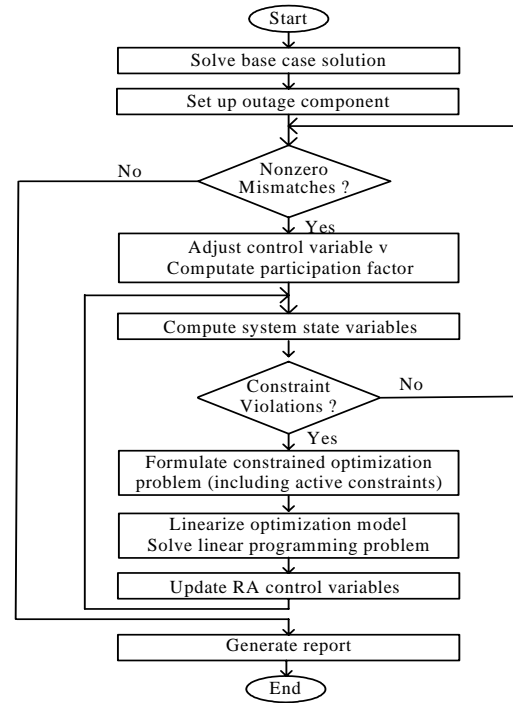 Start
Solve base case solution
Set up outage component
No
Nonzero
Mismatches ?
Yes
Adjust control variable v
Computate participation factor
Compute system state variables
Constraint
Violations ?
No
Yes
Formulate constrained optimization
problem (including active constraints)
Linearize optimization model
Solve linear programming problem
Update RA control variables
Generate report
End